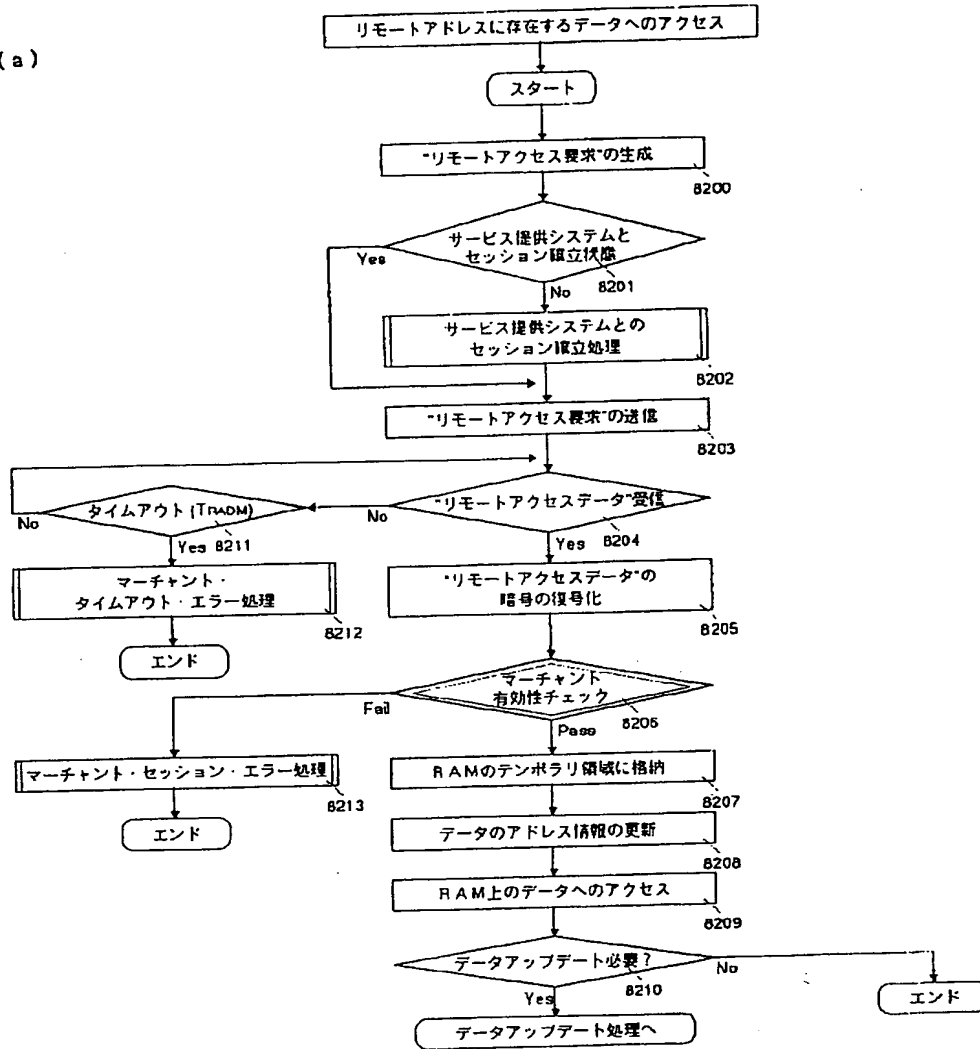 リモートアドレスに存在するデータへのアクセス
(a)
スタート
"リモートアクセス要求"の生成
8200
サービス提供システムと
セッション確立状態
8201
Yes
No
サービス提供システムとの
セッション確立処理
8202
"リモートアクセス要求"の送信
8203
"リモートアクセスデータ"受信
8204
No
Yes
タイムアウト(TRADM)
8211
No
Yes
マーチャント・
タイムアウト・エラー処理
8212
エンド
"リモートアクセスデータ"の
暗号の復号化
8205
マーチャント
有効性チェック
8206
Fail
Pass
マーチャント・セッション・エラー処理
8213
エンド
RAMのテンポラリ領域に格納
8207
データのアドレス情報の更新
8208
RAM上のデータへのアクセス
8209
データアップデート必要?
8210
No
Yes
エンド
データアップデート処理へ